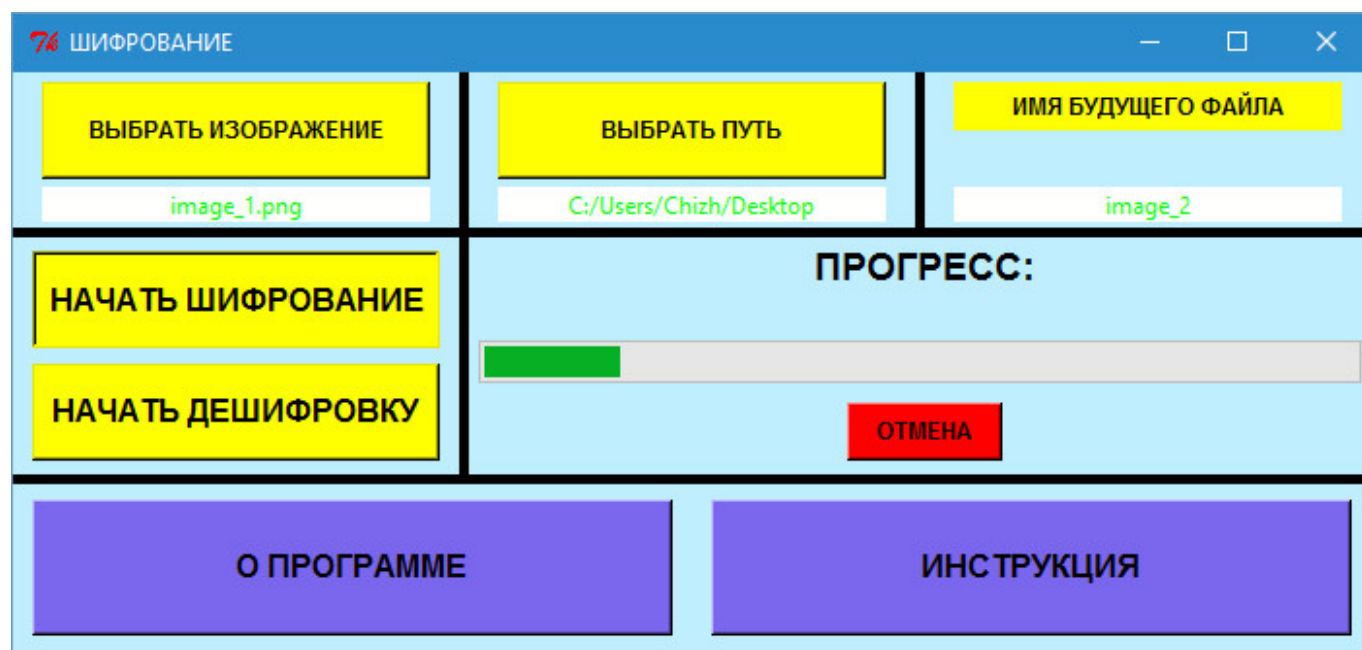 ШИФРОВАНИЕ
ВЫБРАТЬ ИЗОБРАЖЕНИЕ
image_1.png
ВЫБРАТЬ ПУТЬ
C:/Users/Chizh/Desktop
ИМЯ БУДУЩЕГО ФАЙЛА
image_2
НАЧАТЬ ШИФРОВАНИЕ
НАЧАТЬ ДЕШИФРОВКУ
ПРОГРЕСС:
ОТМЕНА
О ПРОГРАММЕ
ИНСТРУКЦИЯ